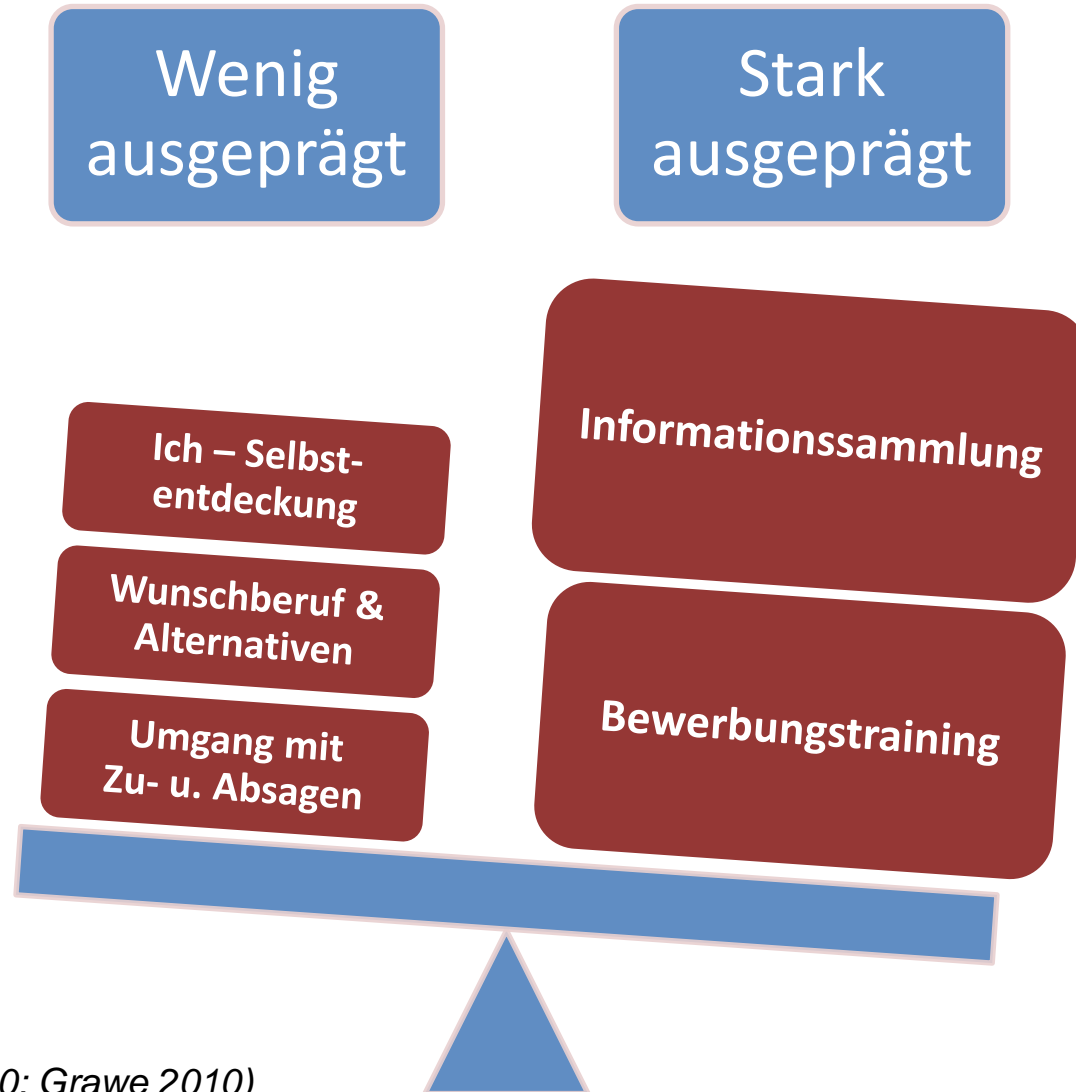 Wenig
ausgeprägt
Stark
ausgeprägt
Ich – Selbst-
entdeckung
Wunschberuf &
Alternativen
Umgang mit
Zu- u. Absagen
Informationssammlung
Bewerbungstraining
0; Grawe 2010)